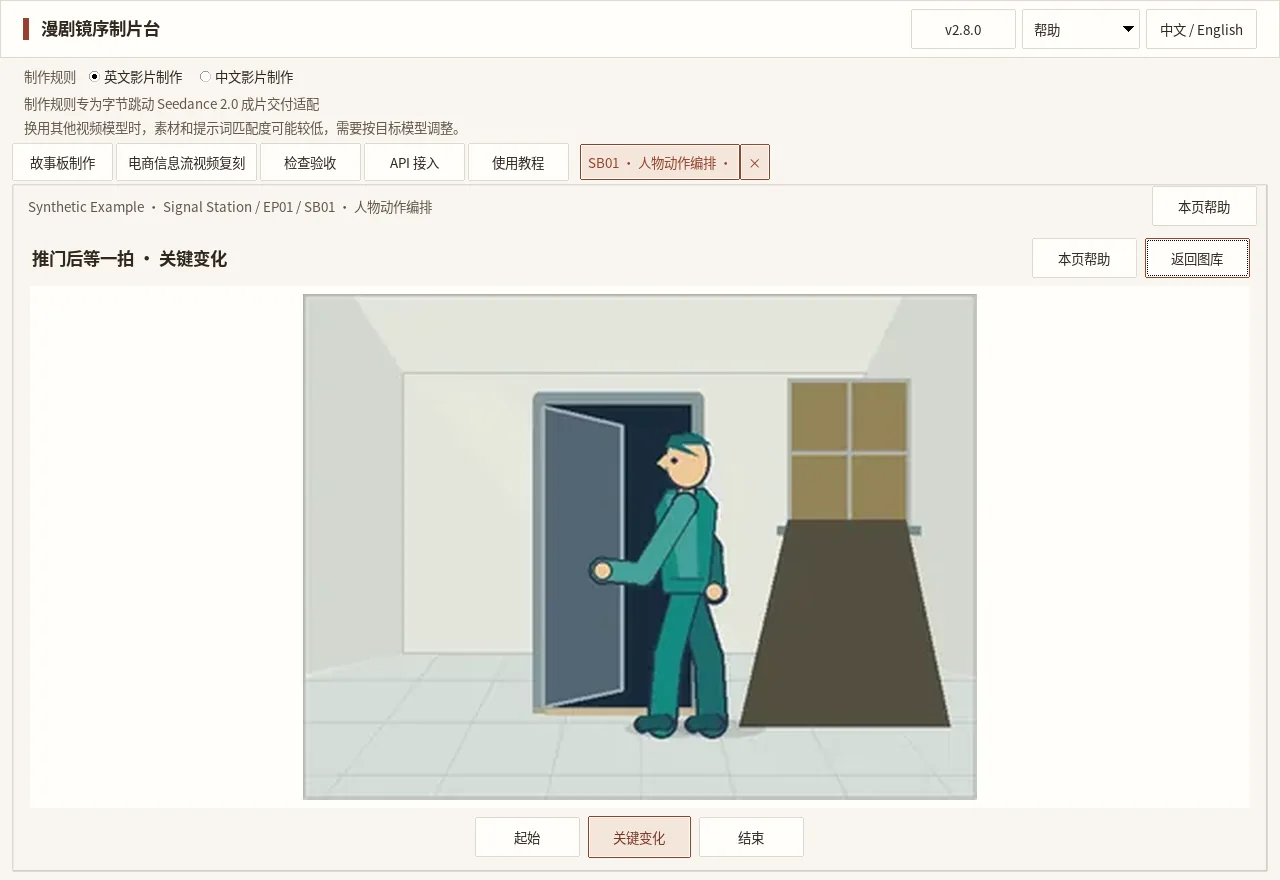 漫剧镜序制片台
v2.8.0
帮助
中文 / English
制作规则 英文影片制作 中文影片制作
制作规则专为字节跳动 Seedance 2.0 成片交付适配
换用其他视频模型时，素材和提示词匹配度可能较低，需要按目标模型调整。
故事板制作
电商信息流视频复刻
检查验收
API 接入
使用教程
SB01 · 人物动作编排 ·
×
Synthetic Example · Signal Station / EP01 / SB01 · 人物动作编排
本页帮助
推门后等一拍 · 关键变化
本页帮助
返回图库
起始
关键变化
结束